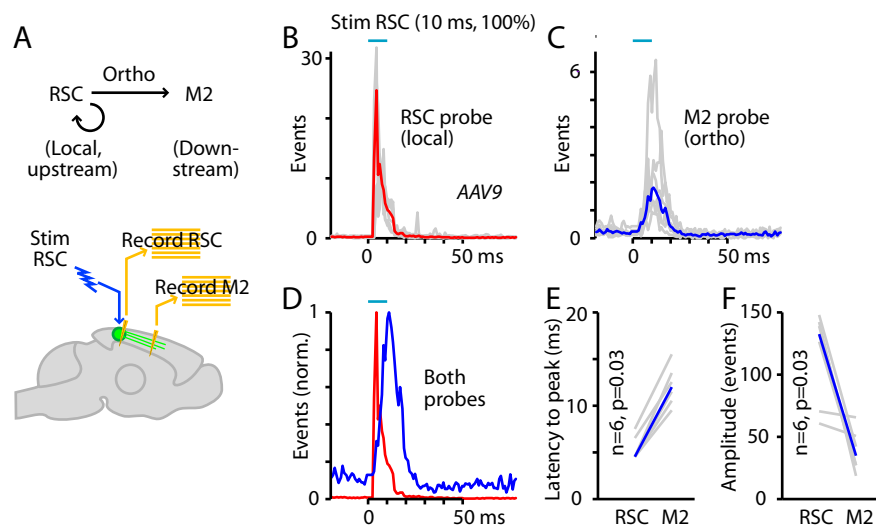 Stim RSC (10 ms, 100%)
A
Ortho
RSC
M2
(Local,
upstream)
(Down-
stream)
Stim
RSC
Record RSC
Record M2
B
30
Events
0
RSC probe
(local)
AAV9
0
50 ms
C
6
Events
0
M2 probe
(ortho)
0
50 ms
D
1
Events (norm.)
0
Both
probes
0
50 ms
E
20
15
10
5
0
Latency to peak (ms)
n=6, p=0.03
RSC
M2
F
150
100
50
0
Amplitude (events)
n=6, p=0.03
RSC
M2